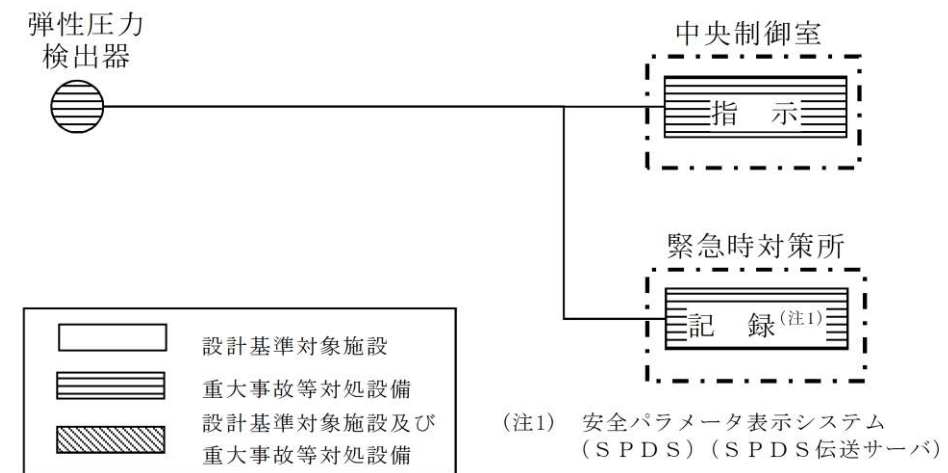 弾性圧力
検出器
中央制御室
指 示
緊急時対策所
記 録(注1)
設計基準対象施設
重大事故等対処設備
設計基準対象施設及び
重大事故等対処設備
(注1) 安全パラメータ表示システム
(SPDS)(SPDS伝送サーバ)